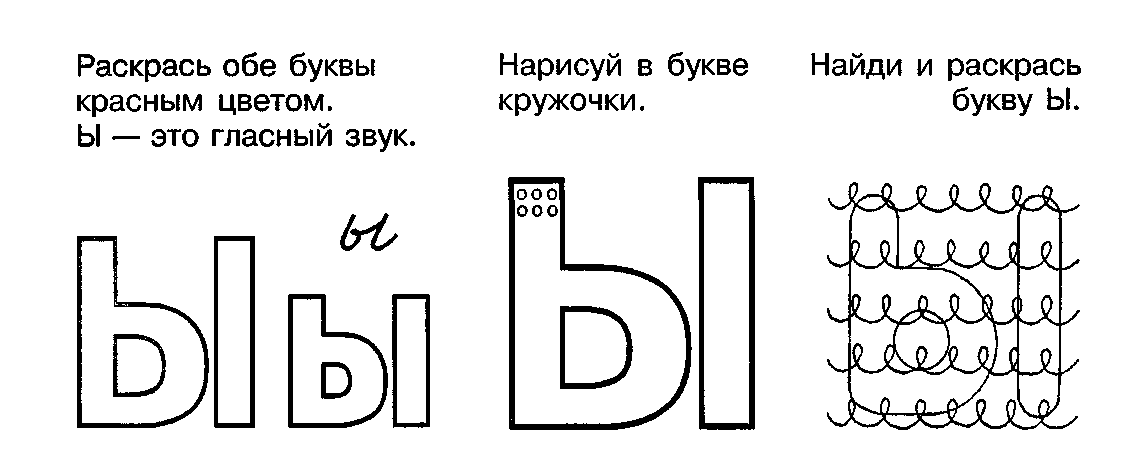 Раскрась обе буквы
красным цветом.
Ы — это гласный звук.
Нарисуй в букве
кружочки.
Найди и раскрась
букву Ы.
Ы ы ы
Ы
Ы